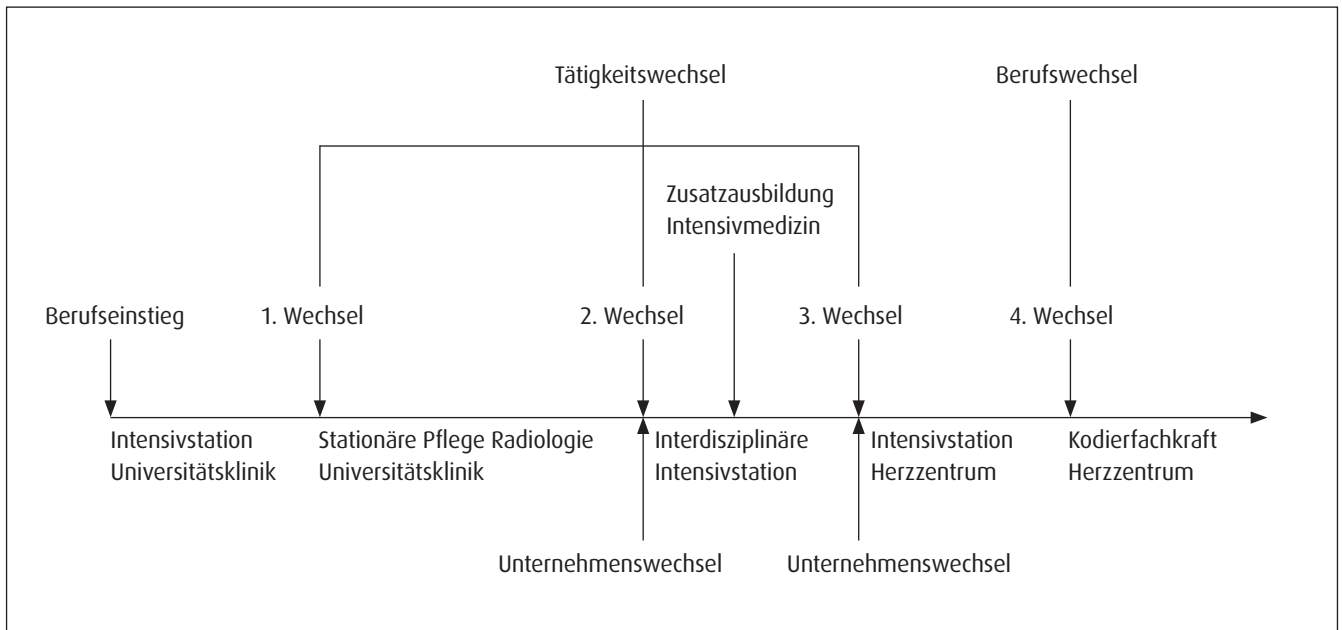 Tätigkeitswechsel
Berufswechsel
Zusatzausbildung
Intensivmedizin
Berufseinstieg
1. Wechsel
2. Wechsel
3. Wechsel
4. Wechsel
Intensivstation
Universitätsklinik
Stationäre Pflege Radiologie
Universitätsklinik
Interdisziplinäre
Intensivstation
Intensivstation
Herzzentrum
Kodierfachkraft
Herzzentrum
Unternehmenswechsel
Unternehmenswechsel